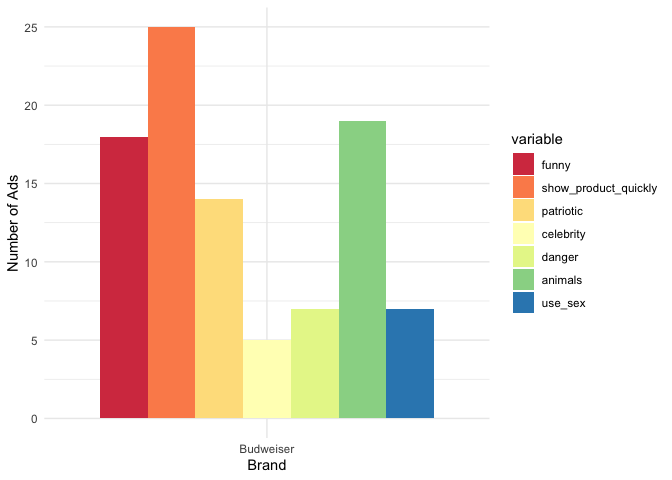 25
20
15
10
5
0
Number of Ads
Budweiser
Brand
variable
funny
show_product_quickly
patriotic
celebrity
danger
animals
use_sex